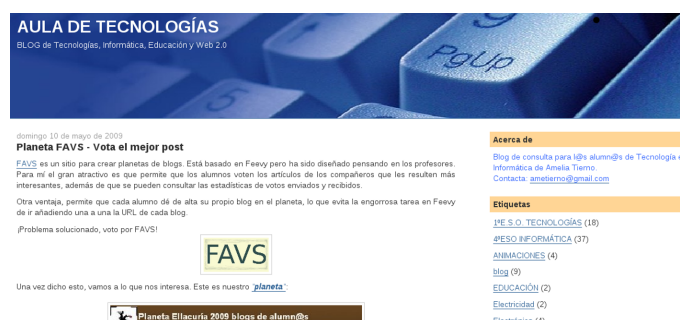 AULA DE TECNOLOGÍAS
BLOG de Tecnologías, Informática, Educación y Web 2.0
PgUp
5
domingo 10 de mayo de 2009
Planeta FAVS - Vota el mejor post
FAVS es un sitio para crear planetas de blogs. Está basado en Feevy pero ha sido diseñado pensando en los profesores.
Para mí el gran atractivo es que permite que los alumnos voten los artículos de los compañeros que les resulten más
interesantes, además de que se pueden consultar las estadísticas de votos enviados y recibidos.
Otra ventaja, permite que cada alumno dé de alta su propio blog en el planeta, lo que evita la engorrosa tarea en Feevy
de ir añadiendo una a una la URL de cada blog.
¡Problema solucionado, voto por FAVS!
FAVS
Una vez dicho esto, vamos a lo que nos interesa. Este es nuestro "planeta":
Planeta Ellacuria 2009 blogs de alumn@s
Acerca de
Blog de consulta para l@s alumn@s de Tecnología e
Informática de Amelia Tierno.
Contacta: ametierno@gmail.com
Etiquetas
1ºE.S.O. TECNOLOGÍAS (18)
4ºESO INFORMÁTICA (37)
ANIMACIONES (4)
blog (9)
EDUCACIÓN (2)
Electricidad (2)